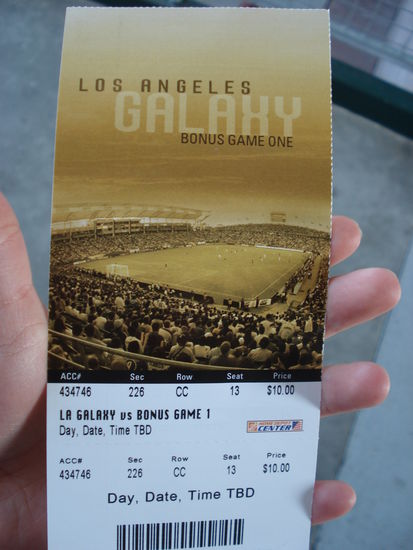 LOS ANGELES
GALAXY
BONUS GAME ONE
ACC# Sec Row Seat Price
434746 226 CC 13 $10.00
LA GALAXY vs BONUS GAME 1
Day, Date, Time TBD
HOME DEPOT
CENTER
ACC# Sec Row Seat Price
434746 226 CC 13 $10.00
Day, Date, Time TBD